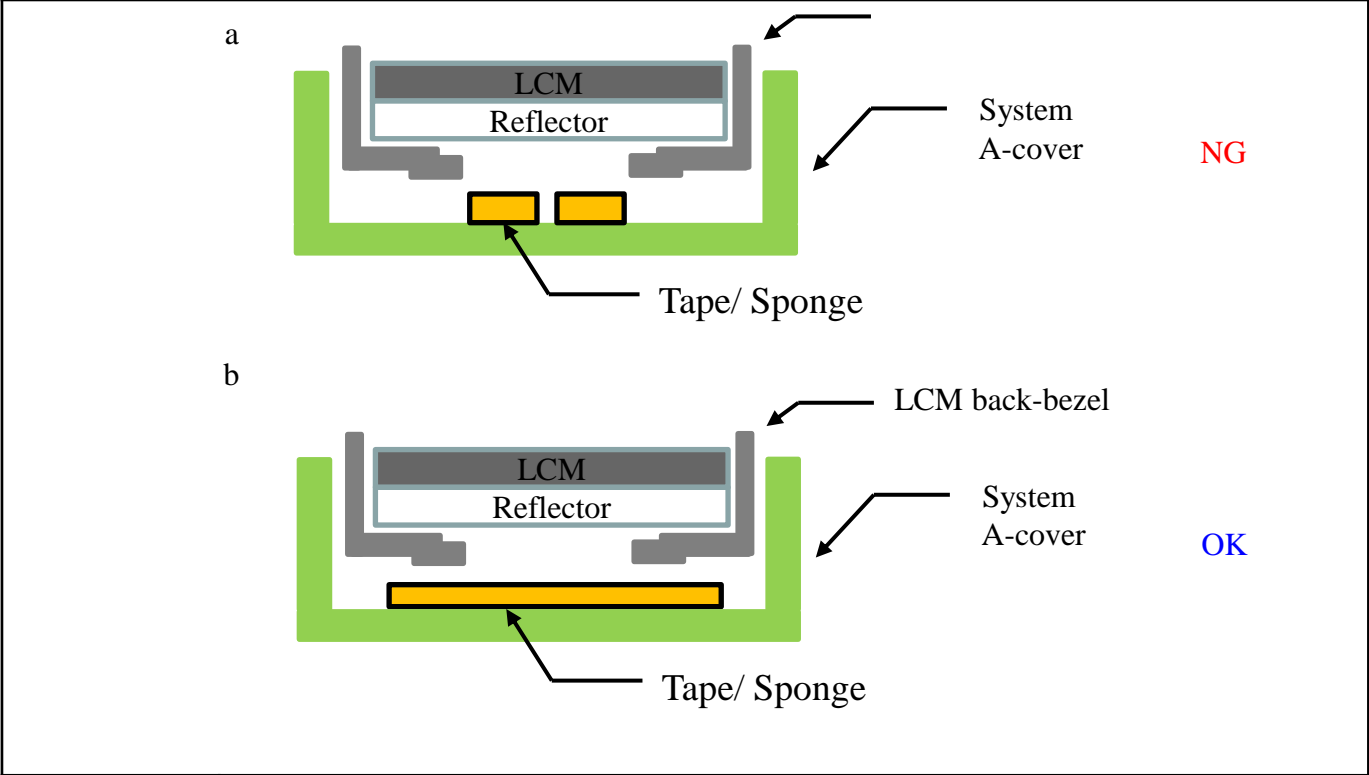 a
LCM
Reflector
System
A-cover
NG
Tape/ Sponge
b
LCM back-bezel
LCM
Reflector
System
A-cover
OK
Tape/ Sponge